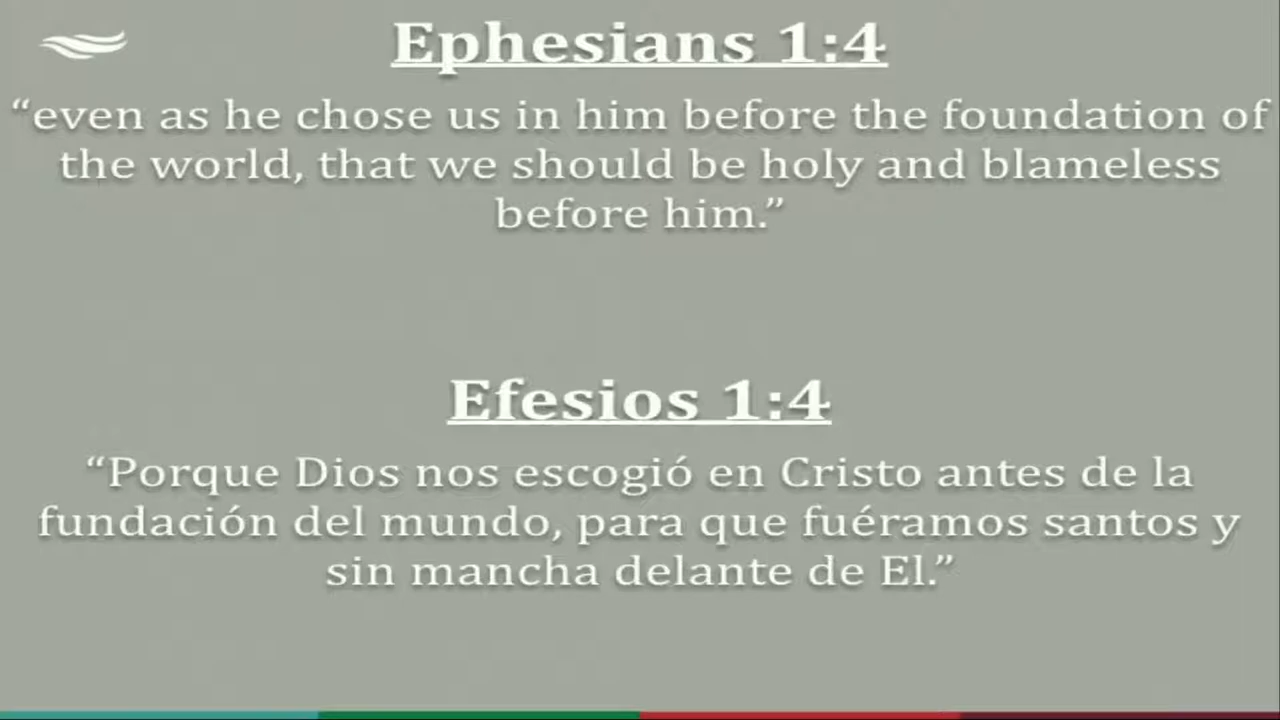 Ephesians 1:4
“even as he chose us in him before the foundation of
the world, that we should be holy and blameless
before him.”
Efesios 1:4
“Porque Dios nos escogió en Cristo antes de la
fundación del mundo, para que fuéramos santos y
sin mancha delante de El.”